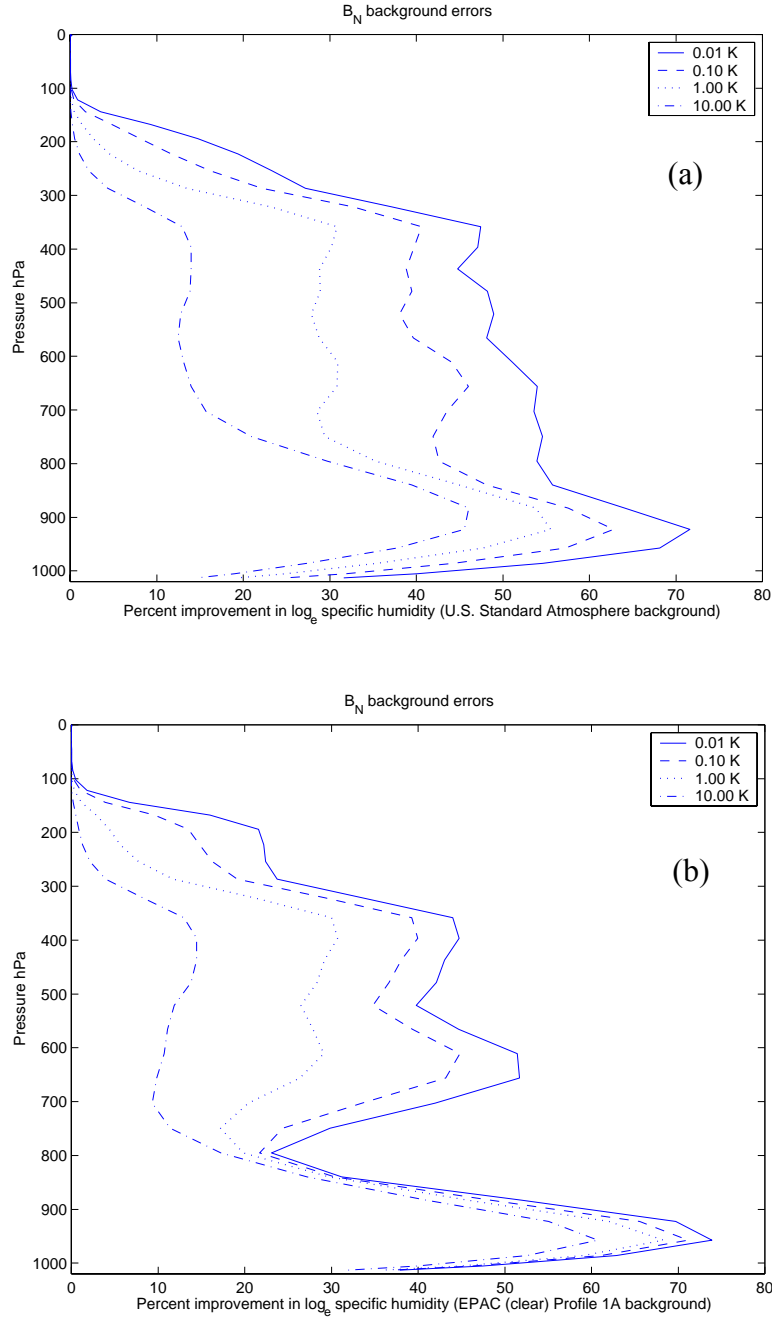 B_N background errors
0
100
200
300
400
500
600
700
800
900
1000
Pressure hPa
0.01 K
0.10 K
1.00 K
10.00 K
(a)
0 10 20 30 40 50 60 70 80
Percent improvement in log_e specific humidity (U.S. Standard Atmosphere background)
B_N background errors
0
100
200
300
400
500
600
700
800
900
1000
Pressure hPa
0.01 K
0.10 K
1.00 K
10.00 K
(b)
0 10 20 30 40 50 60 70 80
Percent improvement in log_e specific humidity (EPAC (clear) Profile 1A background)